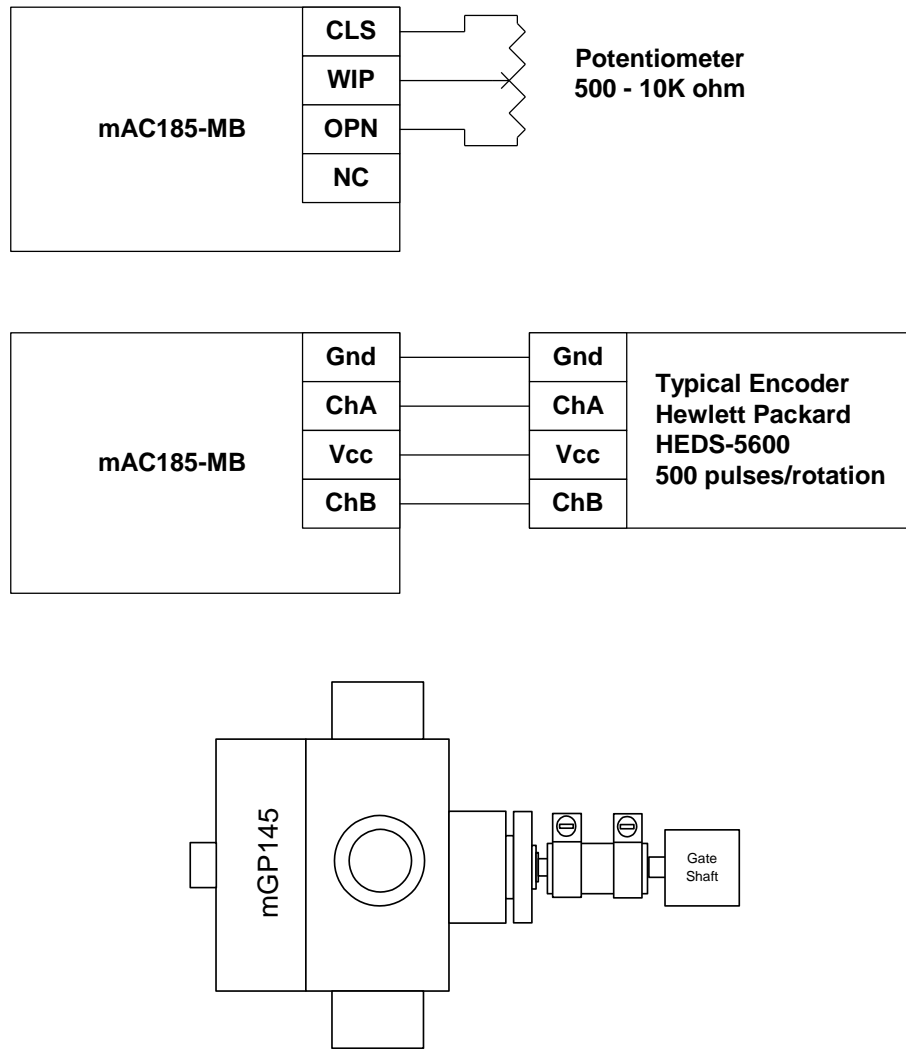 CLS
WIP
OPN
NC
mAC185-MB
Potentiometer
500 - 10K ohm
Gnd
ChA
Vcc
ChB
mAC185-MB
Gnd
ChA
Vcc
ChB
Typical Encoder
Hewlett Packard
HEDS-5600
500 pulses/rotation
mGP145
Gate
Shaft